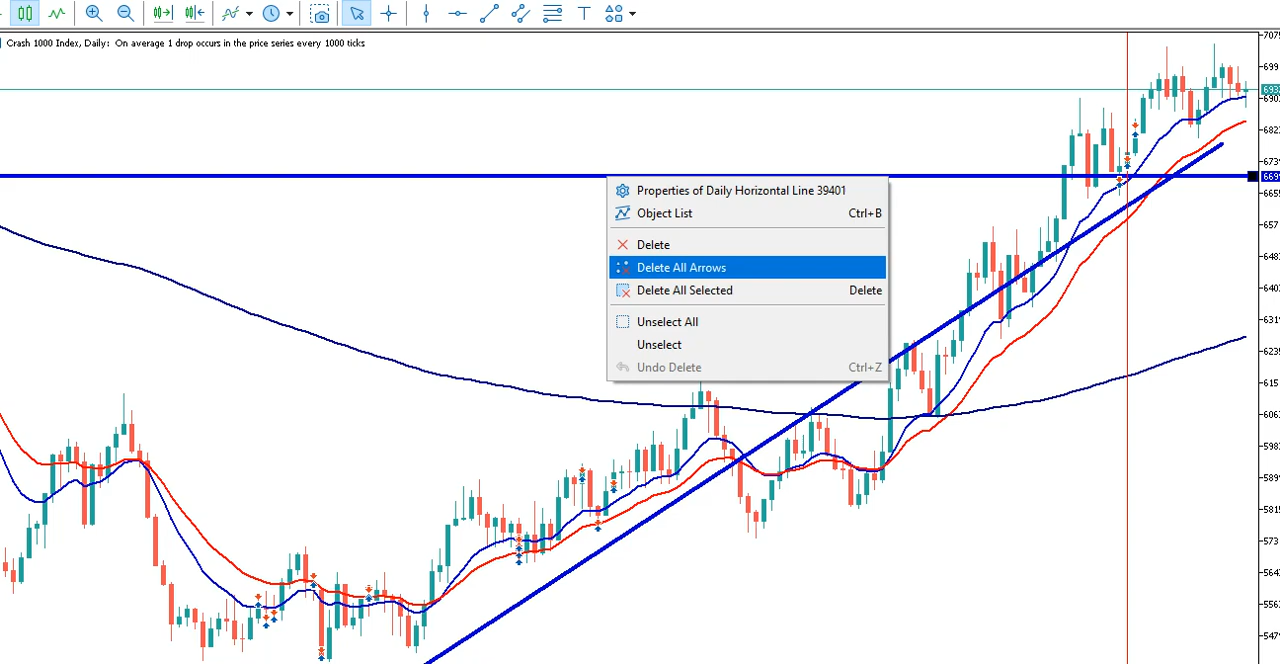 Crash 1000 Index, Daily: On average 1 drop occurs in the price series every 1000 ticks
Properties of Daily Horizontal Line 39401
Object List Ctrl+B
Delete
Delete All Arrows
Delete All Selected Delete
Unselect All
Unselect
Undo Delete Ctrl+Z